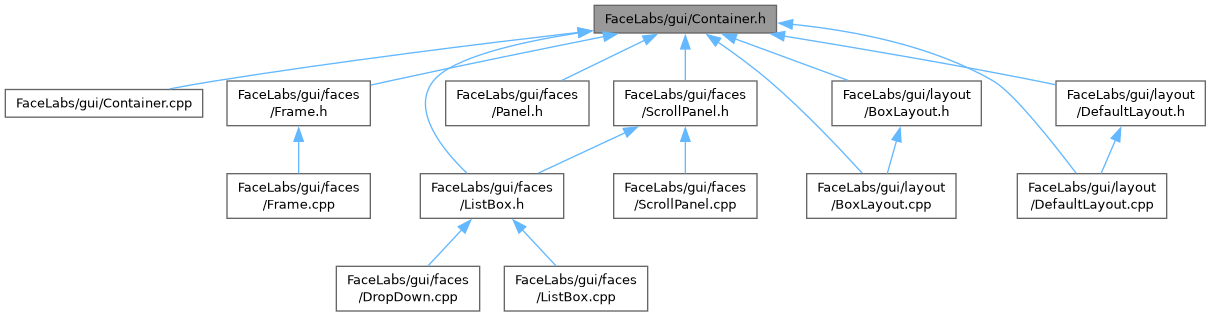 FaceLabs/gui/Container.h
FaceLabs/gui/Container.cpp
FaceLabs/gui/faces
/Frame.h
FaceLabs/gui/faces
/Panel.h
FaceLabs/gui/faces
/ScrollPanel.h
FaceLabs/gui/layout
/BoxLayout.h
FaceLabs/gui/layout
/DefaultLayout.h
FaceLabs/gui/faces
/Frame.cpp
FaceLabs/gui/faces
/ListBox.h
FaceLabs/gui/faces
/ScrollPanel.cpp
FaceLabs/gui/layout
/BoxLayout.cpp
FaceLabs/gui/layout
/DefaultLayout.cpp
FaceLabs/gui/faces
/DropDown.cpp
FaceLabs/gui/faces
/ListBox.cpp